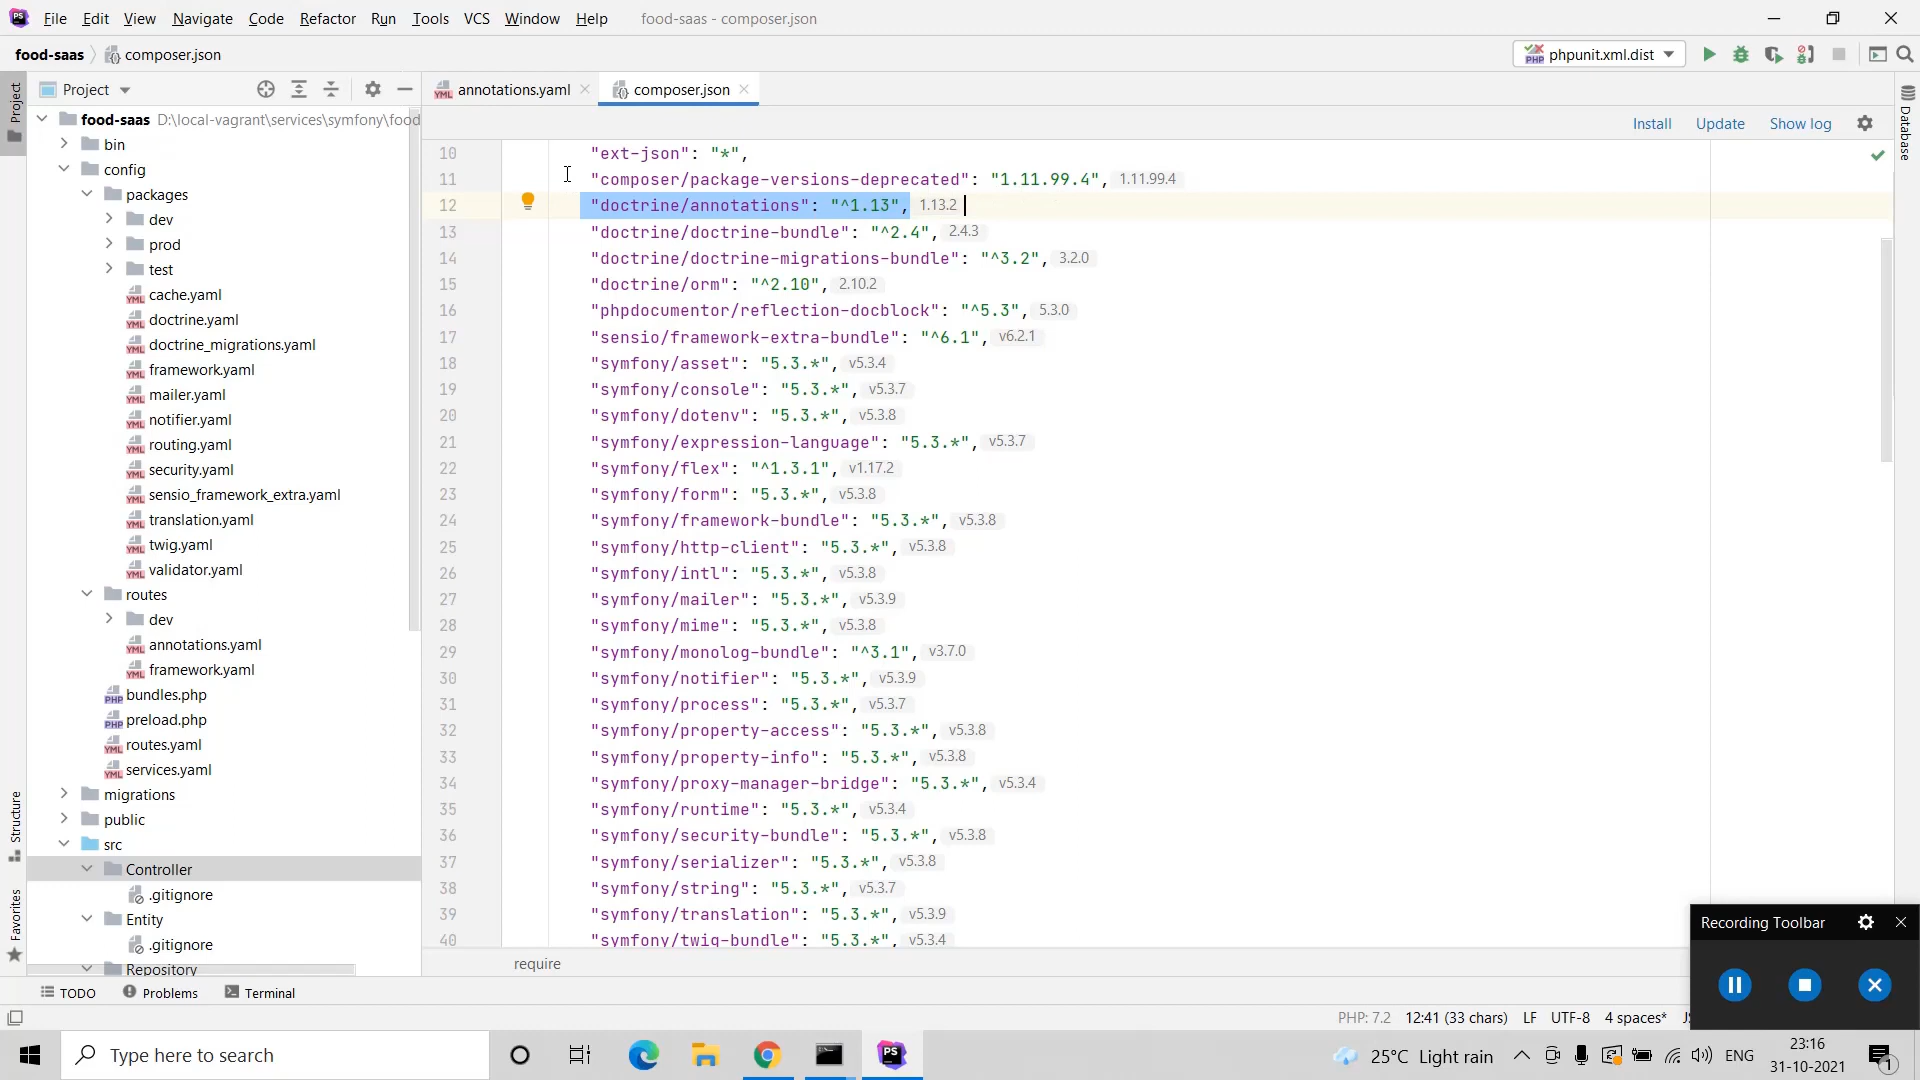 File Edit View Navigate Code Refactor Run Tools VCS Window Help food-saas - composer.json
food-saas composer.json phpunit.xml.dist
Project annotations.yaml composer.json
food-saas D:\local-vagrant\services\symfony\food
Install Update Show log
bin
config
packages
dev
prod
test
cache.yaml
doctrine.yaml
doctrine_migrations.yaml
framework.yaml
mailer.yaml
notifier.yaml
routing.yaml
security.yaml
sensio_framework_extra.yaml
translation.yaml
twig.yaml
validator.yaml
routes
dev
annotations.yaml
framework.yaml
bundles.php
preload.php
routes.yaml
services.yaml
migrations
public
src
Controller
.gitignore
Entity
.gitignore
Repository
10 "ext-json": "*",
11 "composer/package-versions-deprecated": "1.11.99.4", 1.11.99.4
12 "doctrine/annotations": "^1.13", 1.13.2
13 "doctrine/doctrine-bundle": "^2.4", 2.4.3
14 "doctrine/doctrine-migrations-bundle": "^3.2", 3.2.0
15 "doctrine/orm": "^2.10", 2.10.2
16 "phpdocumentor/reflection-docblock": "^5.3", 5.3.0
17 "sensio/framework-extra-bundle": "^6.1", v6.2.1
18 "symfony/asset": "5.3.*", v5.3.4
19 "symfony/console": "5.3.*", v5.3.7
20 "symfony/dotenv": "5.3.*", v5.3.8
21 "symfony/expression-language": "5.3.*", v5.3.7
22 "symfony/flex": "^1.3.1", v1.17.2
23 "symfony/form": "5.3.*", v5.3.8
24 "symfony/framework-bundle": "5.3.*", v5.3.8
25 "symfony/http-client": "5.3.*", v5.3.8
26 "symfony/intl": "5.3.*", v5.3.8
27 "symfony/mailer": "5.3.*", v5.3.9
28 "symfony/mime": "5.3.*", v5.3.8
29 "symfony/monolog-bundle": "^3.1", v3.7.0
30 "symfony/notifier": "5.3.*", v5.3.9
31 "symfony/process": "5.3.*", v5.3.7
32 "symfony/property-access": "5.3.*", v5.3.8
33 "symfony/property-info": "5.3.*", v5.3.8
34 "symfony/proxy-manager-bridge": "5.3.*", v5.3.4
35 "symfony/runtime": "5.3.*", v5.3.4
36 "symfony/security-bundle": "5.3.*", v5.3.8
37 "symfony/serializer": "5.3.*", v5.3.8
38 "symfony/string": "5.3.*", v5.3.7
39 "symfony/translation": "5.3.*", v5.3.9
40 "symfony/twig-bundle": "5.3.*", v5.3.4
require
Project
Structure
Favorites
Database
Recording Toolbar
TODO Problems Terminal
PHP: 7.2 12:41 (33 chars) LF UTF-8 4 spaces*
Type here to search
25°C Light rain ENG
23:16
31-10-2021
1